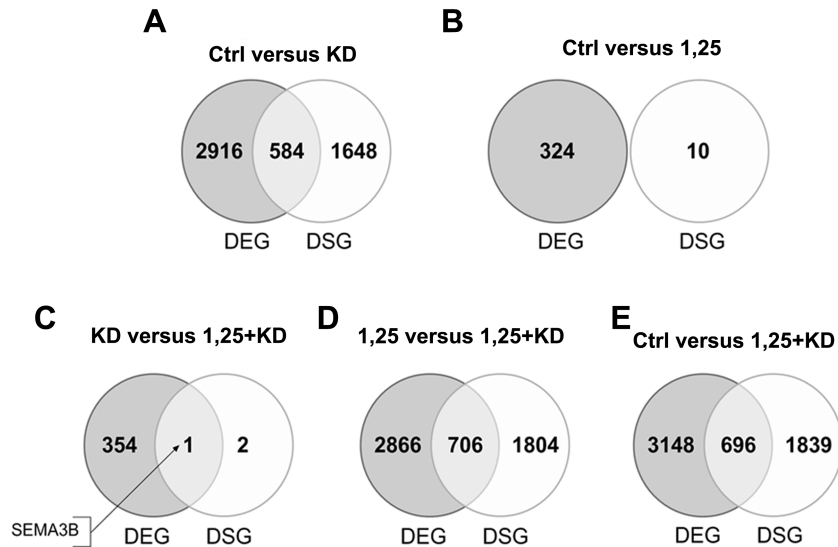 A
Ctrl versus KD
2916 584 1648
DEG DSG
B
Ctrl versus 1,25
324 10
DEG DSG
C
KD versus 1,25+KD
354 1 2
SEMA3B
DEG DSG
D
1,25 versus 1,25+KD
2866 706 1804
DEG DSG
E
Ctrl versus 1,25+KD
3148 696 1839
DEG DSG